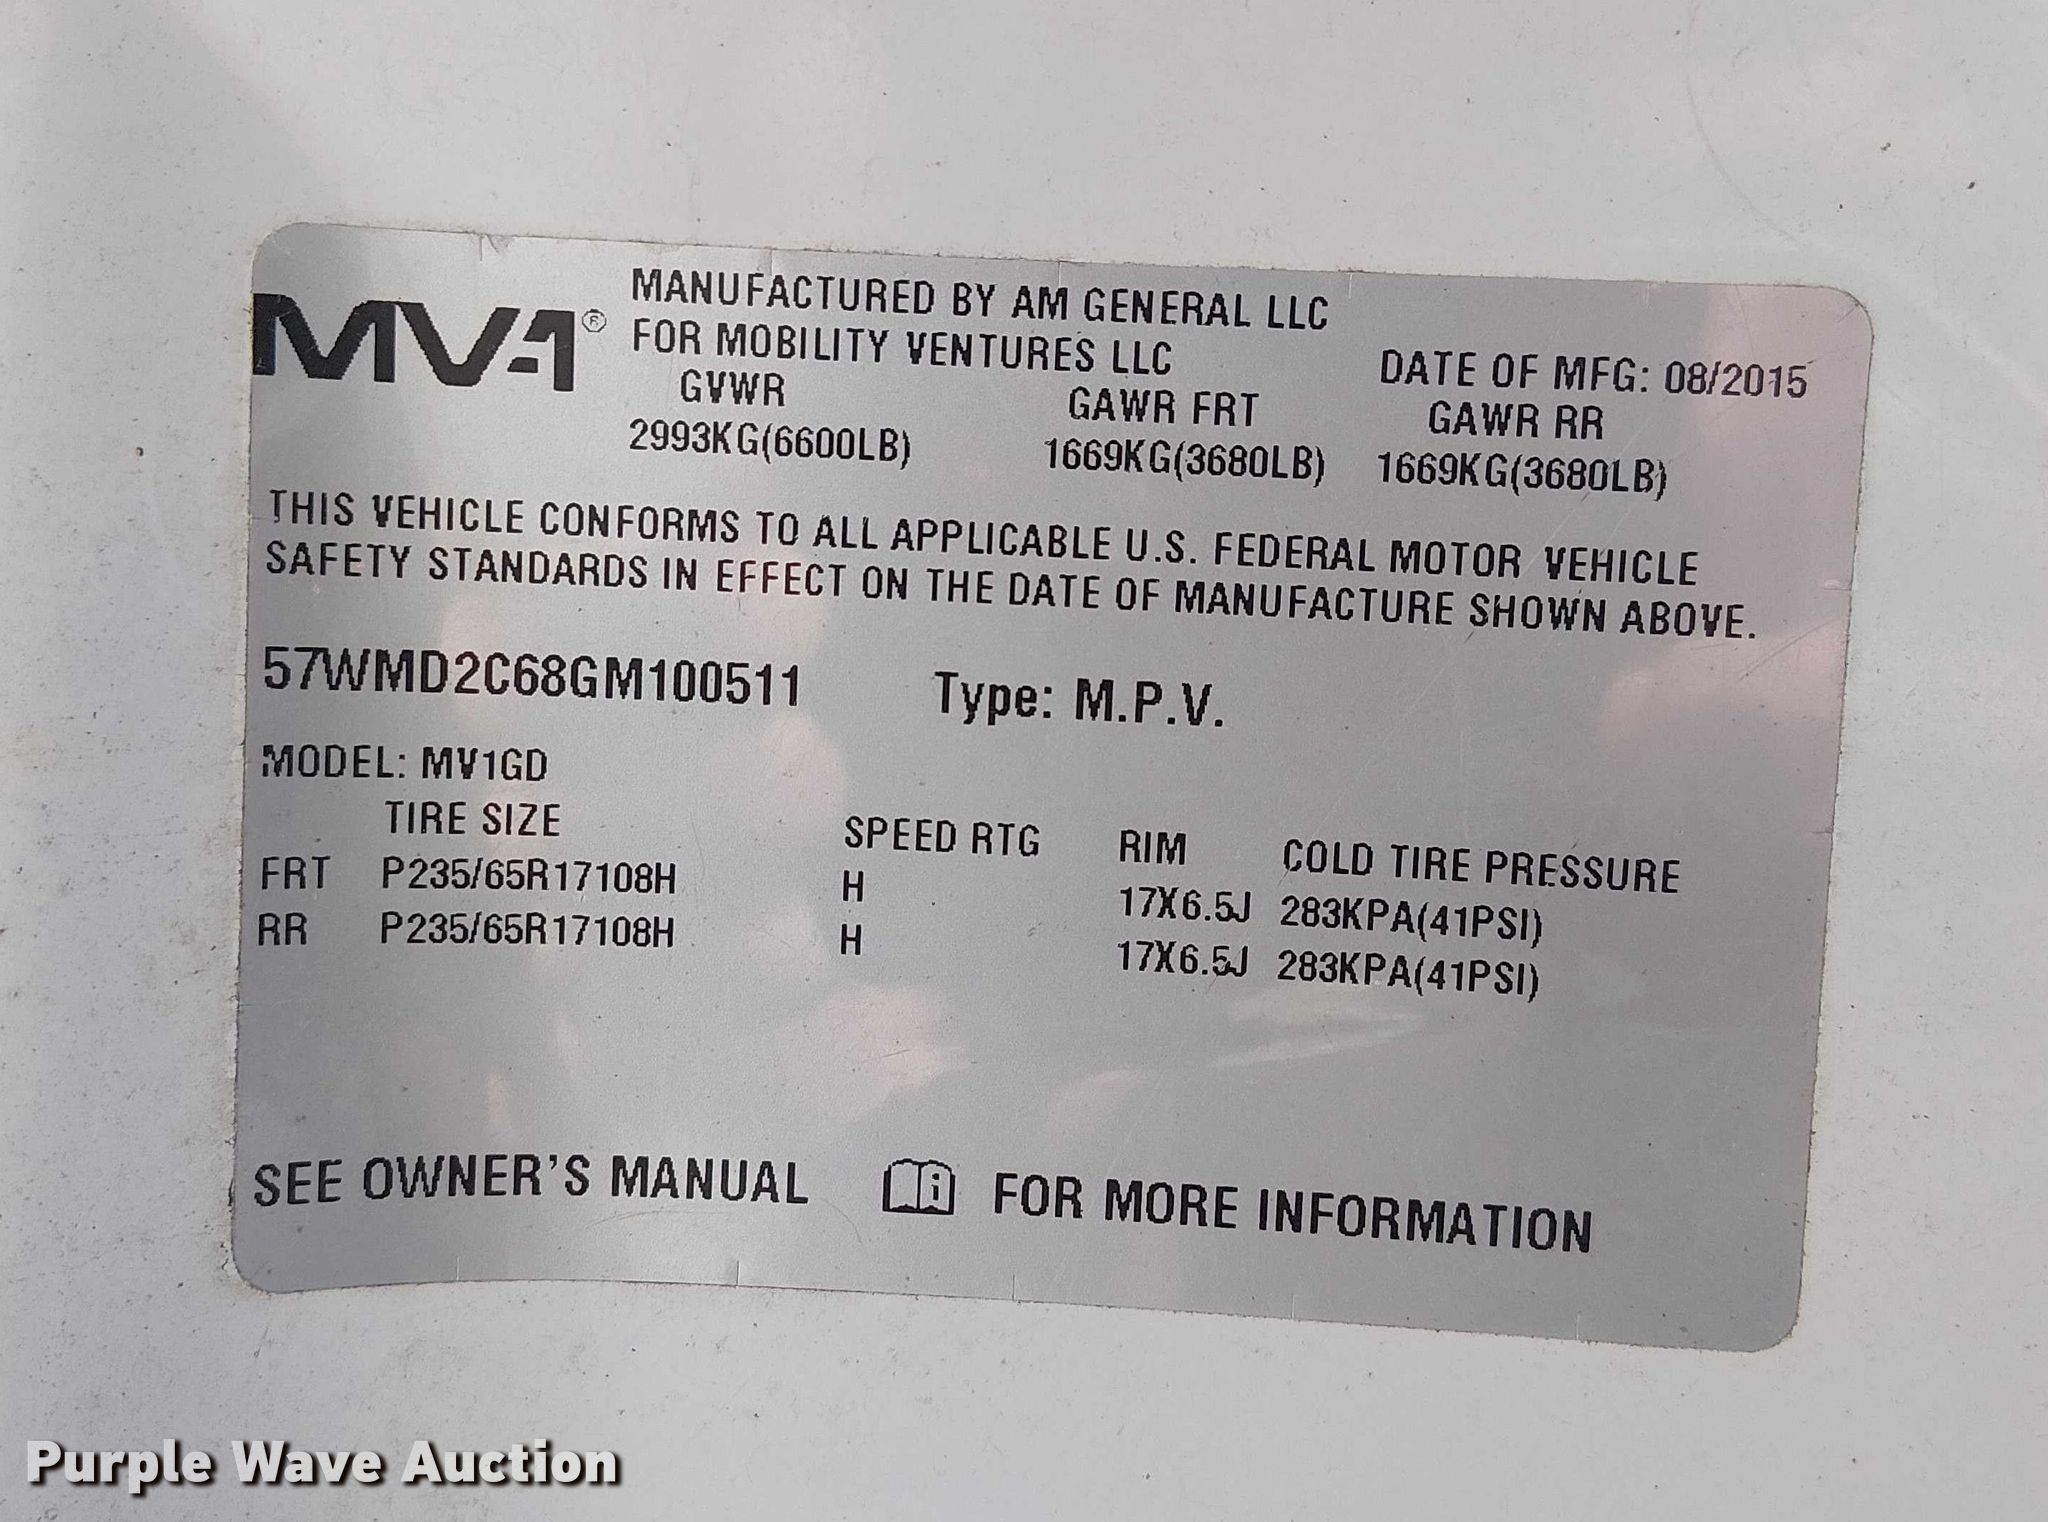 MV-1®
MANUFACTURED BY AM GENERAL LLC
FOR MOBILITY VENTURES LLC
DATE OF MFG: 08/2015
GVWR GAWR FRT GAWR RR
2993KG(6600LB) 1669KG(3680LB) 1669KG(3680LB)
THIS VEHICLE CONFORMS TO ALL APPLICABLE U.S. FEDERAL MOTOR VEHICLE
SAFETY STANDARDS IN EFFECT ON THE DATE OF MANUFACTURE SHOWN ABOVE.
57WMD2C68GM100511 Type: M.P.V.
MODEL: MV1GD
TIRE SIZE SPEED RTG RIM COLD TIRE PRESSURE
FRT P235/65R17108H H 17X6.5J 283KPA(41PSI)
RR P235/65R17108H H 17X6.5J 283KPA(41PSI)
SEE OWNER'S MANUAL i FOR MORE INFORMATION
Purple Wave Auction